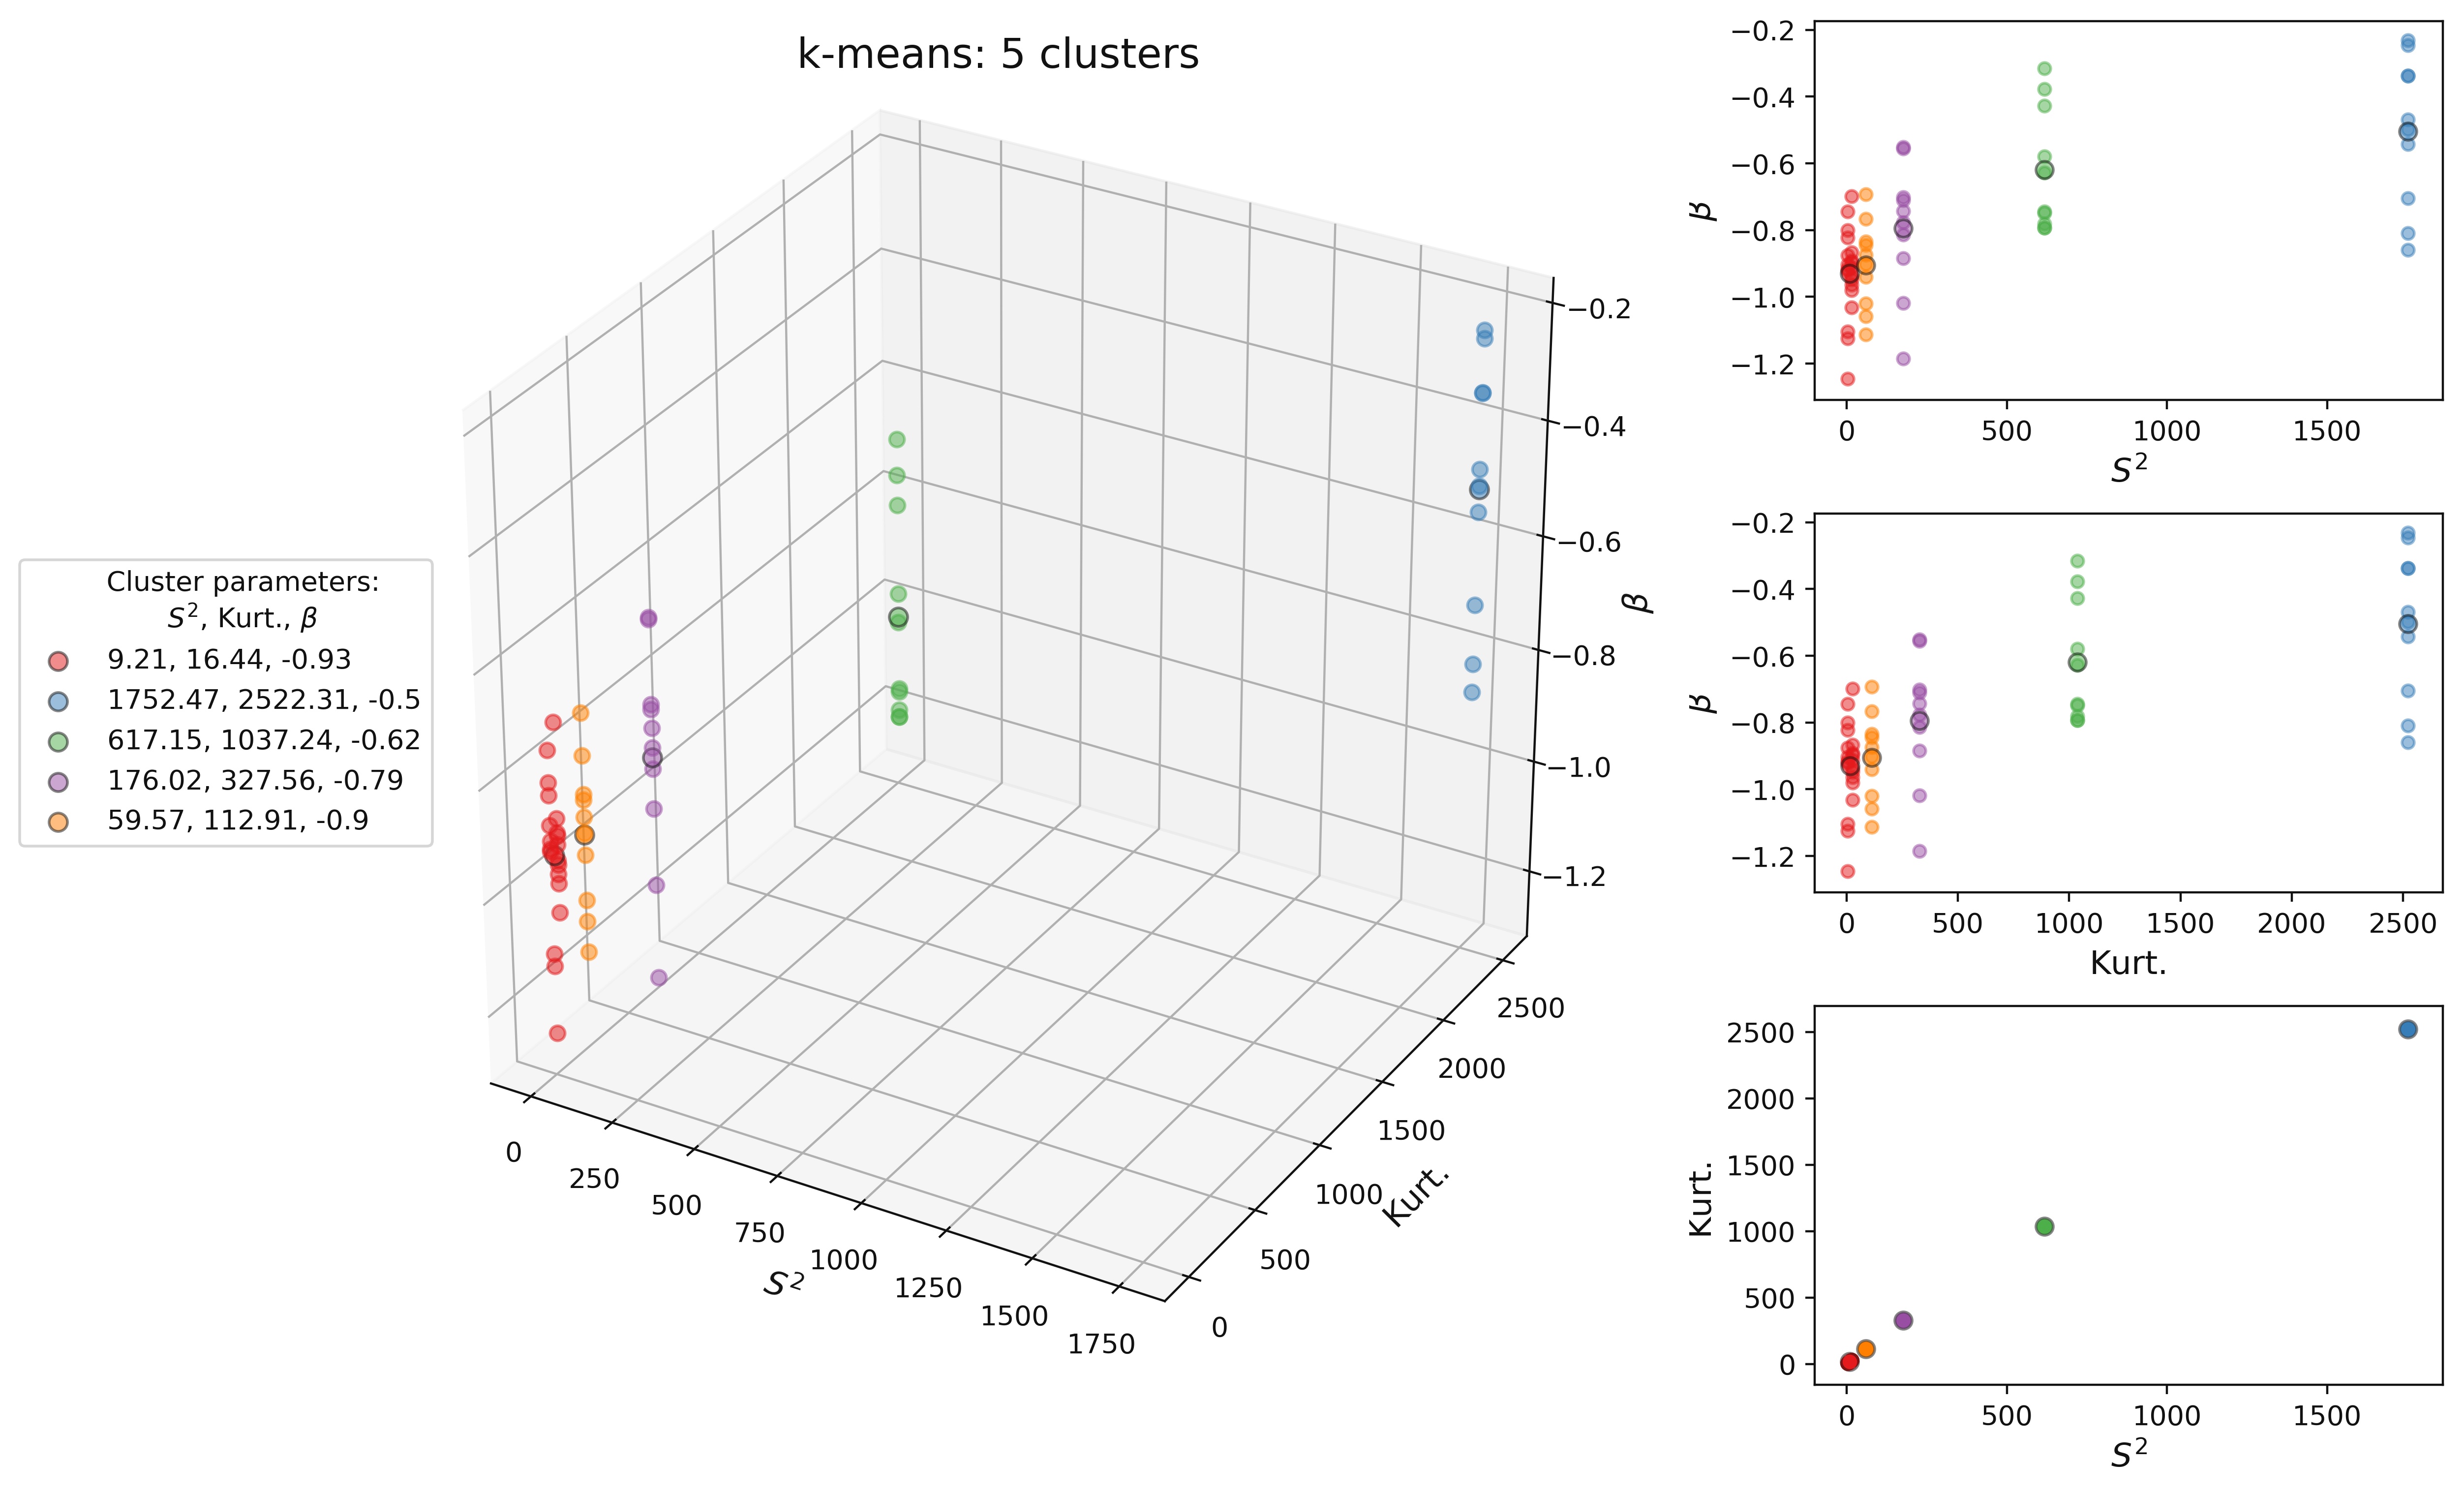 k-means: 5 clusters
Cluster parameters:
S², Kurt., β
9.21, 16.44, -0.93
1752.47, 2522.31, -0.5
617.15, 1037.24, -0.62
176.02, 327.56, -0.79
59.57, 112.91, -0.9
−0.2
−0.4
−0.6
−0.8
−1.0
−1.2
β
0
250
500
750
1000
1250
1500
1750
S²
0
500
1000
1500
2000
2500
Kurt.
−0.2
−0.4
−0.6
−0.8
−1.0
−1.2
β
0 500 1000 1500
S²
−0.2
−0.4
−0.6
−0.8
−1.0
−1.2
β
0 500 1000 1500 2000 2500
Kurt.
2500
2000
1500
1000
500
0
Kurt.
0 500 1000 1500
S²